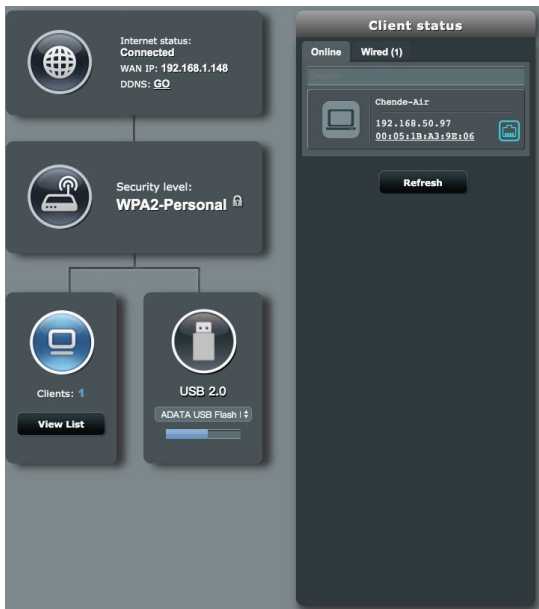 Internet status:
Connected
WAN IP: 192.168.1.148
DDNS: GO
Security level:
WPA2-Personal
Clients: 1
View List
USB 2.0
ADATA USB Flash
Client status
Online
Wired (1)
Search
Chende-Air
192.168.50.97
00:05:1B:A3:9E:06
Refresh